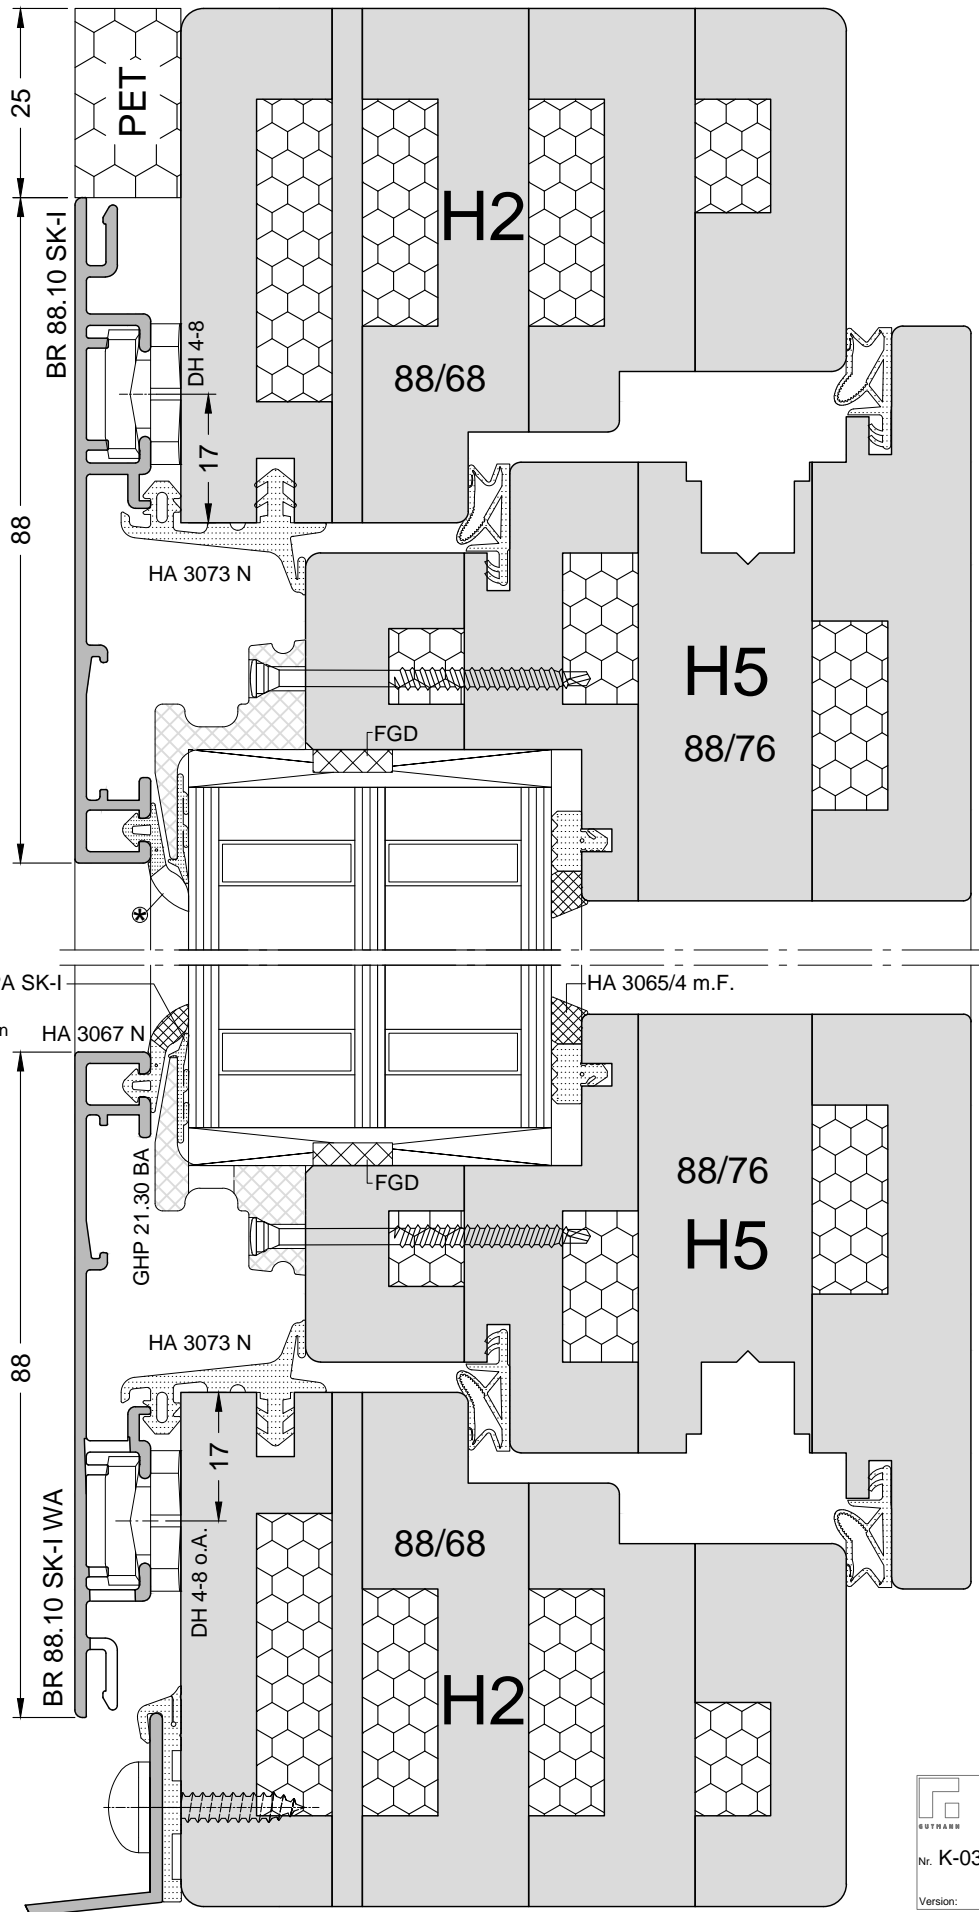 25
PET
BR 88.10 SK-I
H2
DH 4-8
88/68
17
88
HA 3073 N
H5
FGD
88/76
A SK-I
HA 3065/4 m.F.
n
HA 3067 N
88/76
FGD
H5
GHP 21.30 BA
HA 3073 N
88
17
88/68
BR 88.10 SK-I WA
DH 4-8 o.A.
H2
GUTMANN
Nr. K-03
Version: